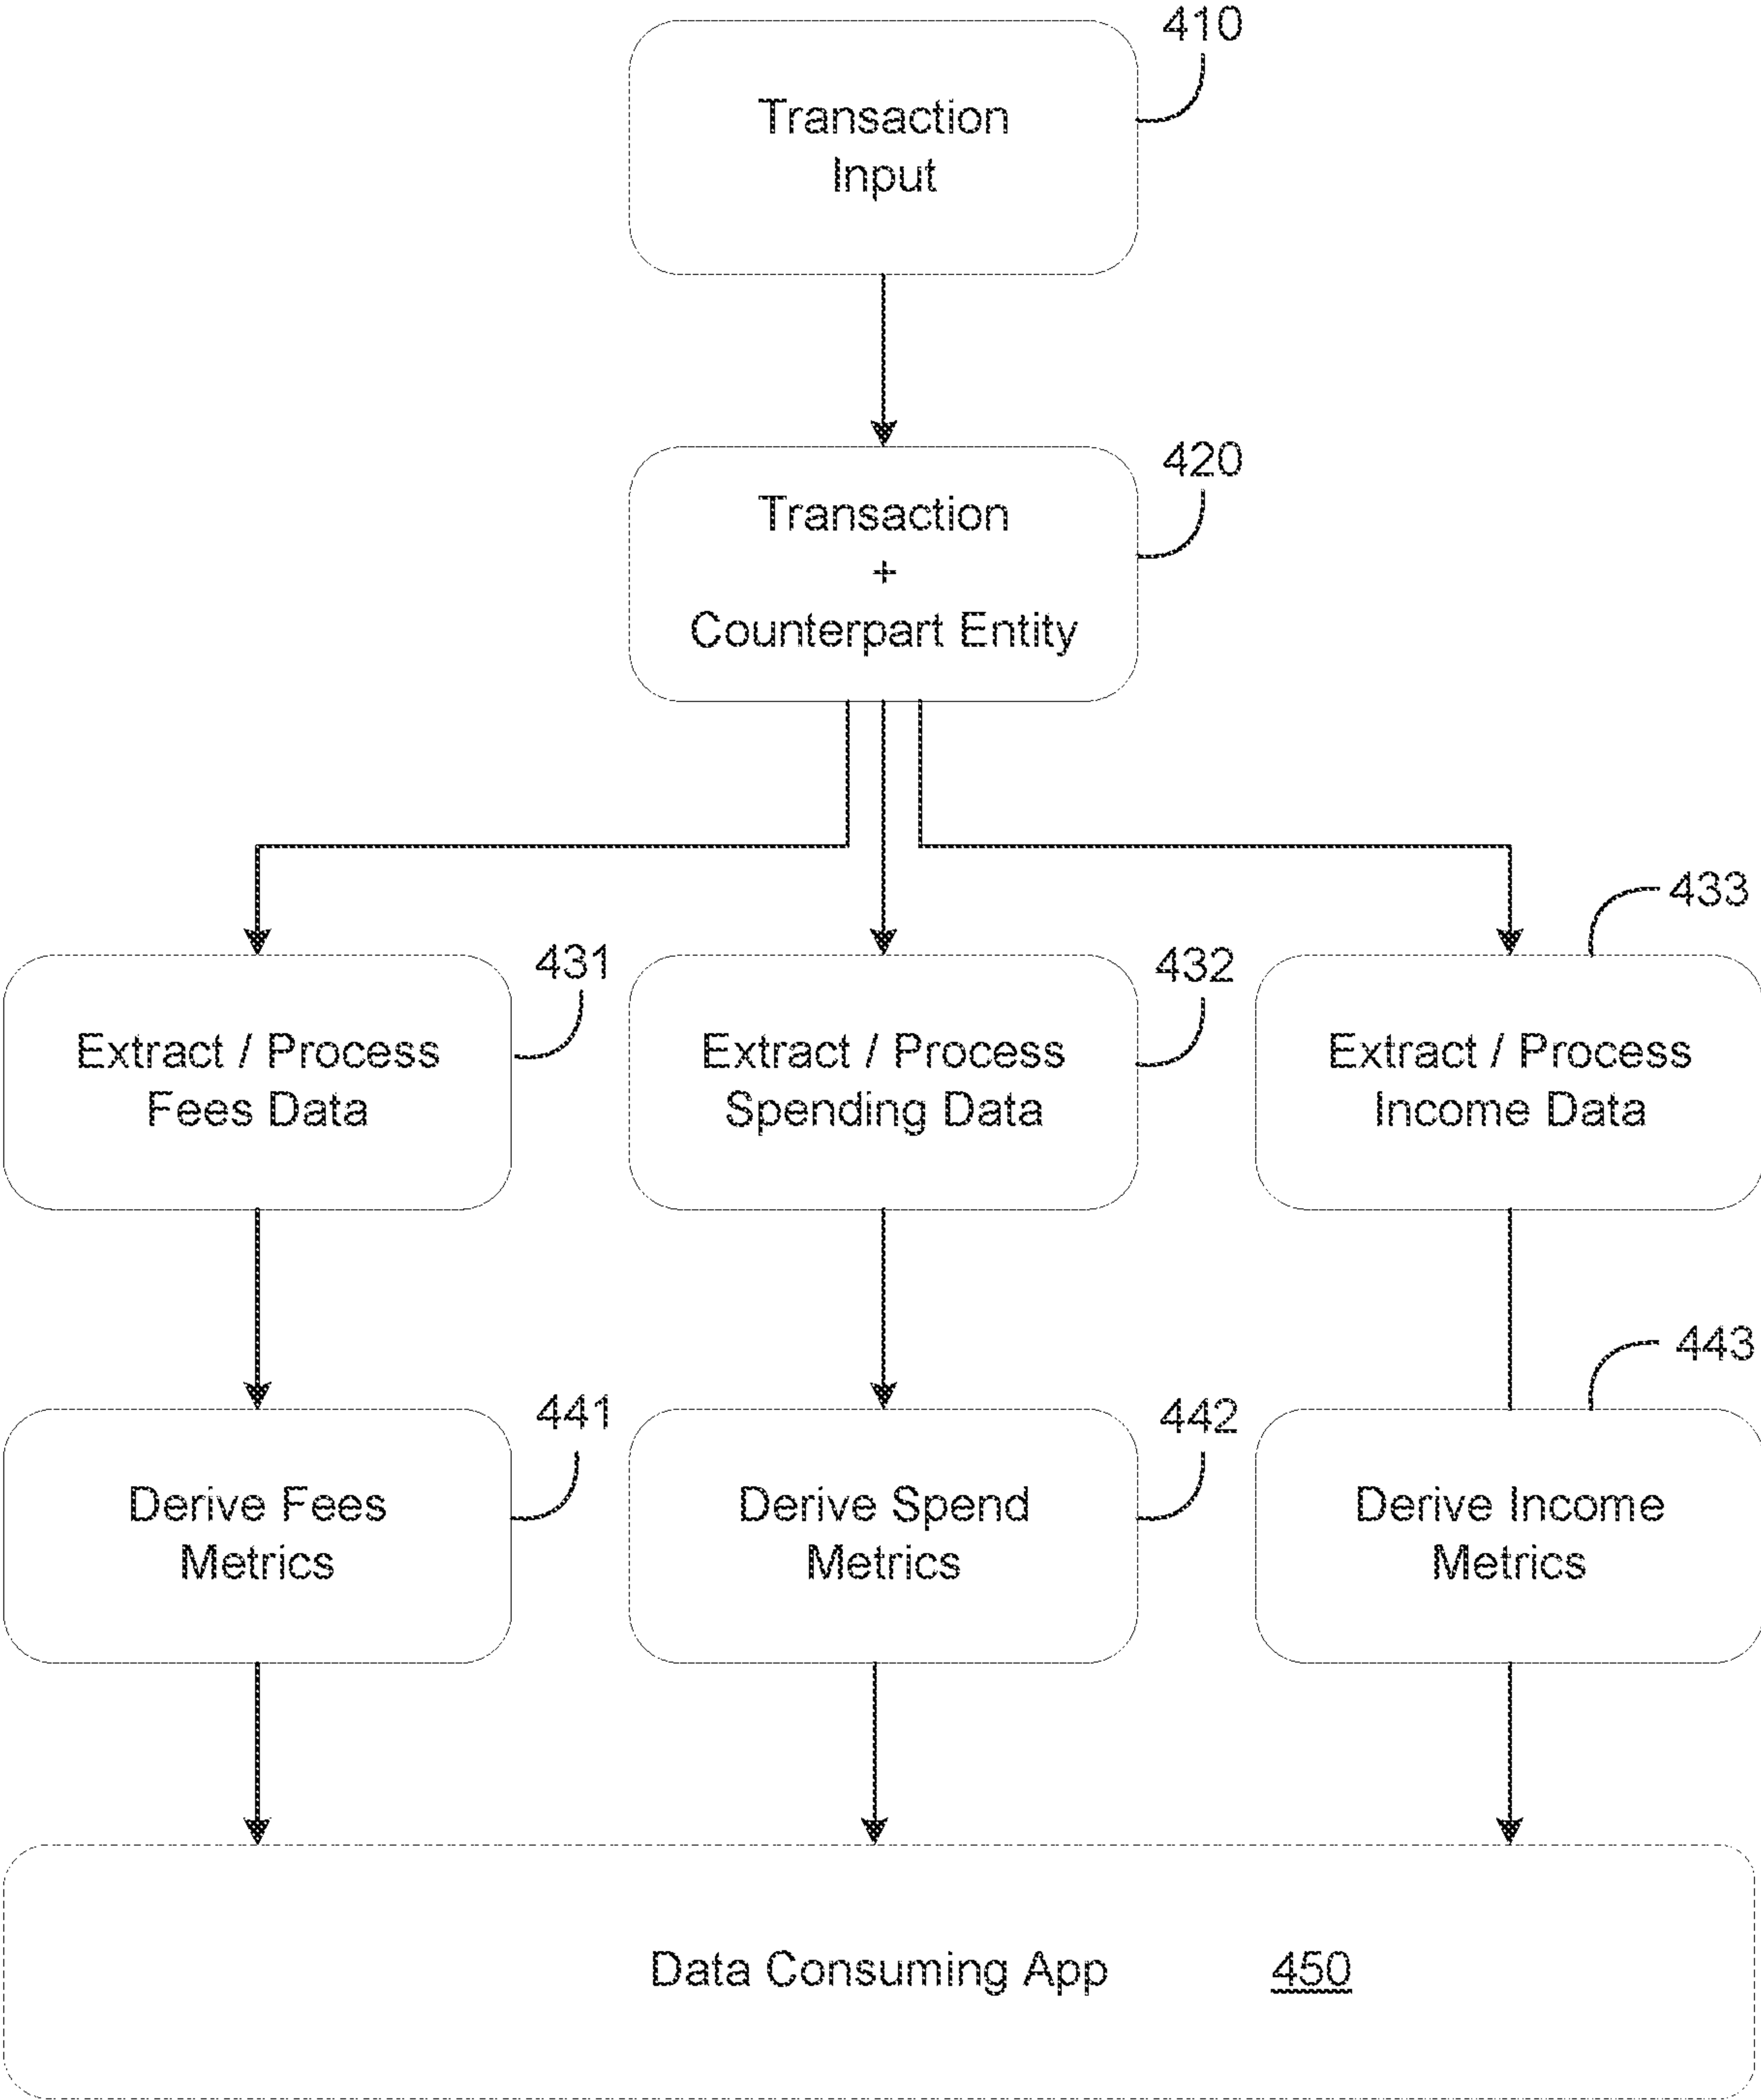 410
Transaction
Input
420
Transaction
+
Counterpart Entity
431
432
433
Extract / Process
Fees Data
Extract / Process
Spending Data
Extract / Process
Income Data
441
442
443
Derive Fees
Metrics
Derive Spend
Metrics
Derive Income
Metrics
Data Consuming App 450